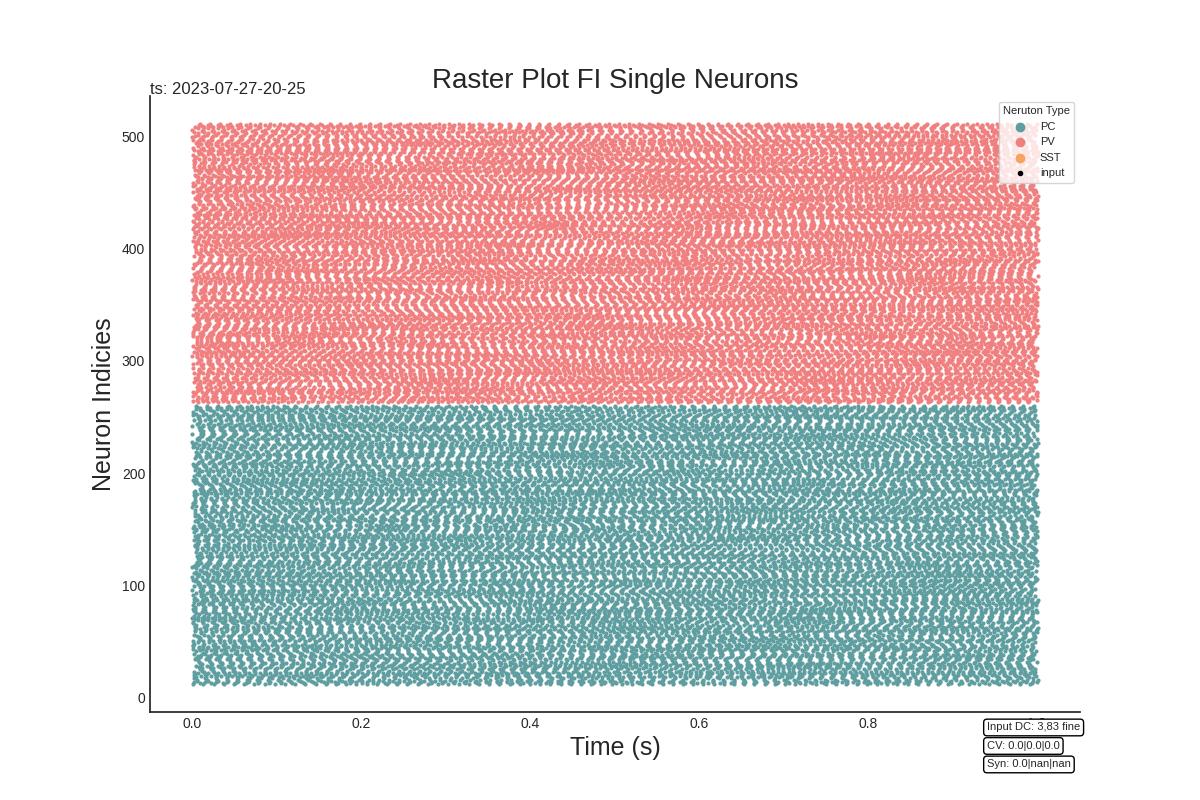 Raster Plot FI Single Neurons
ts: 2023-07-27-20-25
Neruton Type
PC
PV
SST
input
500
400
300
200
100
0
Neuron Indicies
0.0 0.2 0.4 0.6 0.8
Time (s)
Input DC: 3,83 fine
CV: 0.0|0.0|0.0
Syn: 0.0|nan|nan